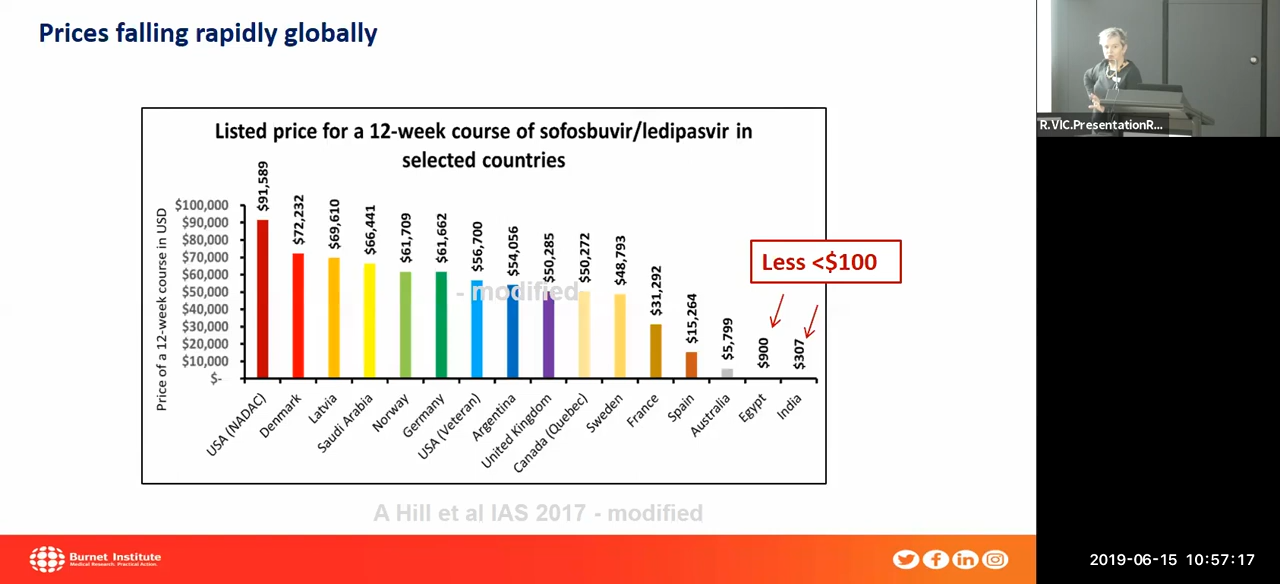 Prices falling rapidly globally
R.VIC.PresentationR...
Listed price for a 12-week course of sofosbuvir/ledipasvir in
selected countries
Price of a 12-week course in USD
$100,000
$90,000
$80,000
$70,000
$60,000
$50,000
$40,000
$30,000
$20,000
$10,000
$-
$91,589
$72,232
$69,610
$66,441
$61,709
$61,662
$56,700
$54,056
$50,285
$50,272
$48,793
$31,292
$15,264
$5,799
$900
$307
- modified
Less <$100
USA (NADAC)
Denmark
Latvia
Saudi Arabia
Norway
Germany
USA (Veteran)
Argentina
United Kingdom
Canada (Quebec)
Sweden
France
Spain
Australia
Egypt
India
A Hill et al IAS 2017 - modified
Burnet Institute
Medical Research. Practical Action.
2019-06-15 10:57:17